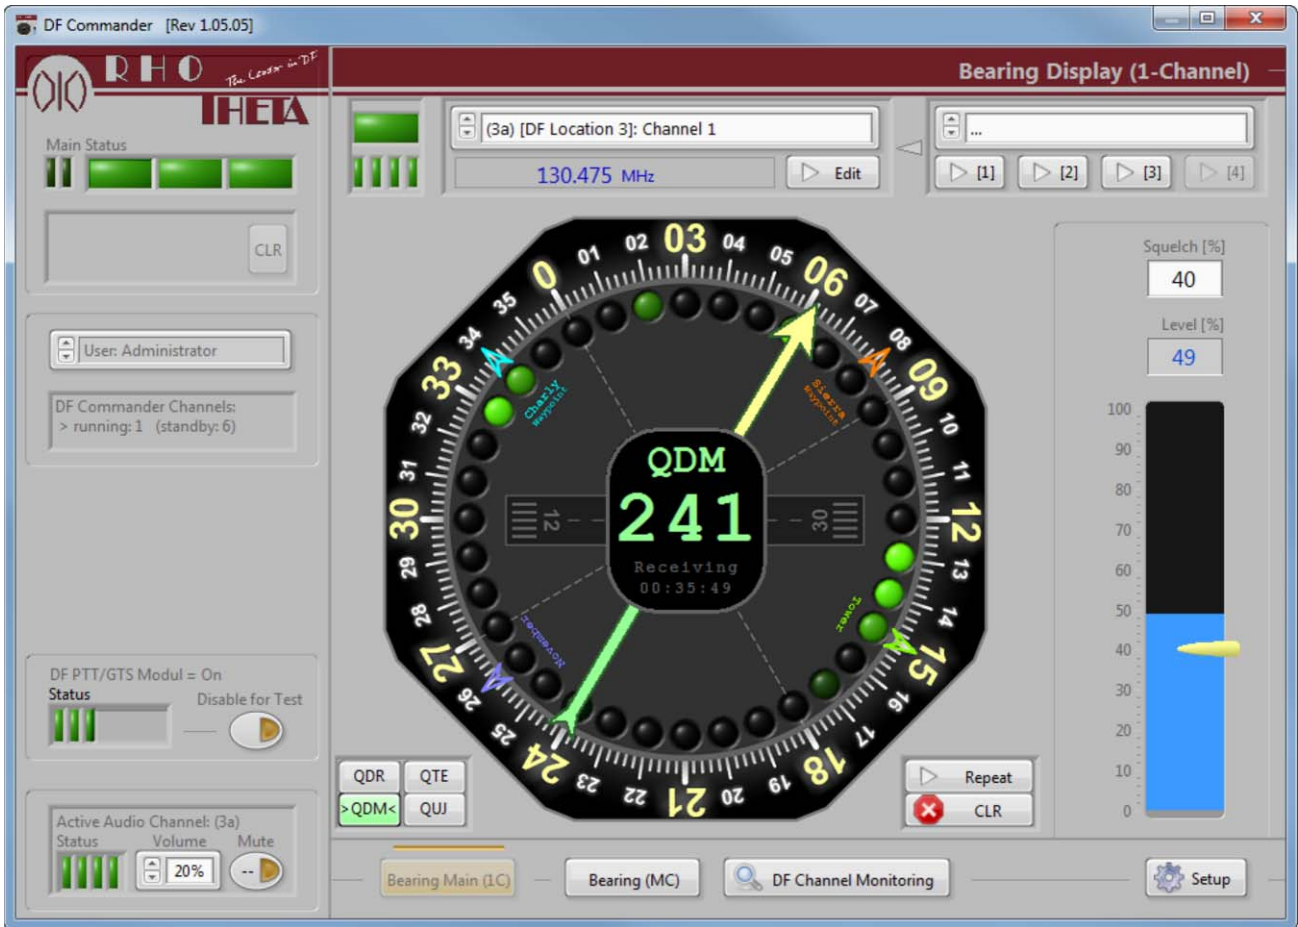 DF Commander [Rev 1.05.05]
RHO
The Leader in DF
THETA
Bearing Display (1-Channel)
Main Status
CLR
(3a) [DF Location 3]: Channel 1
130.475 MHz
Edit
...
[1] [2] [3] [4]
User: Administrator
DF Commander Channels:
> running: 1 (standby: 6)
DF PTT/GTS Modul = On
Status
Disable for Test
Active Audio Channel: (3a)
Status Volume Mute
20% --
0 01 02 03 04 05 06 07 08 09 10 11 12 13 14 15 16 17 18 19 20 21 22 23 24 25 26 27 28 29 30 31 32 33 34 35
Charly
Waypoint
Sierra
Waypoint
Tower
November
12
30
QDM
241
Receiving
00:35:49
QDR QTE
>QDM< QUJ
Repeat
CLR
Squelch [%]
40
Level [%]
49
100
90
80
70
60
50
40
30
20
10
0
Bearing Main (1C)
Bearing (MC)
DF Channel Monitoring
Setup